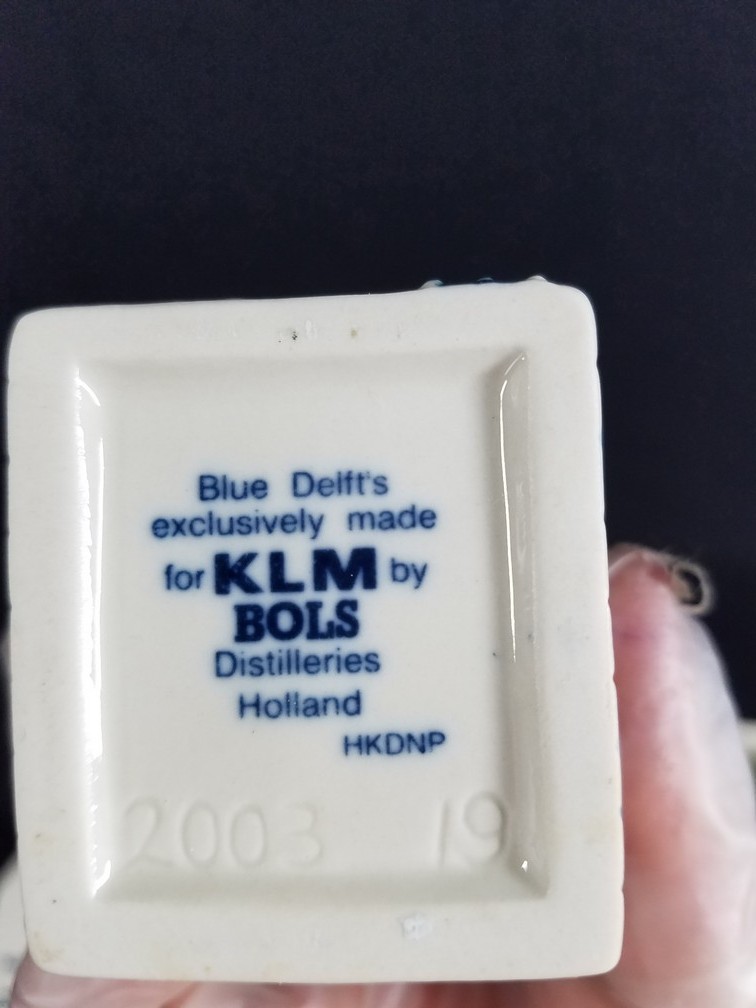 Blue Delft's
exclusively made
for KLM by
BOLS
Distilleries
Holland
HKDNP
2003 19